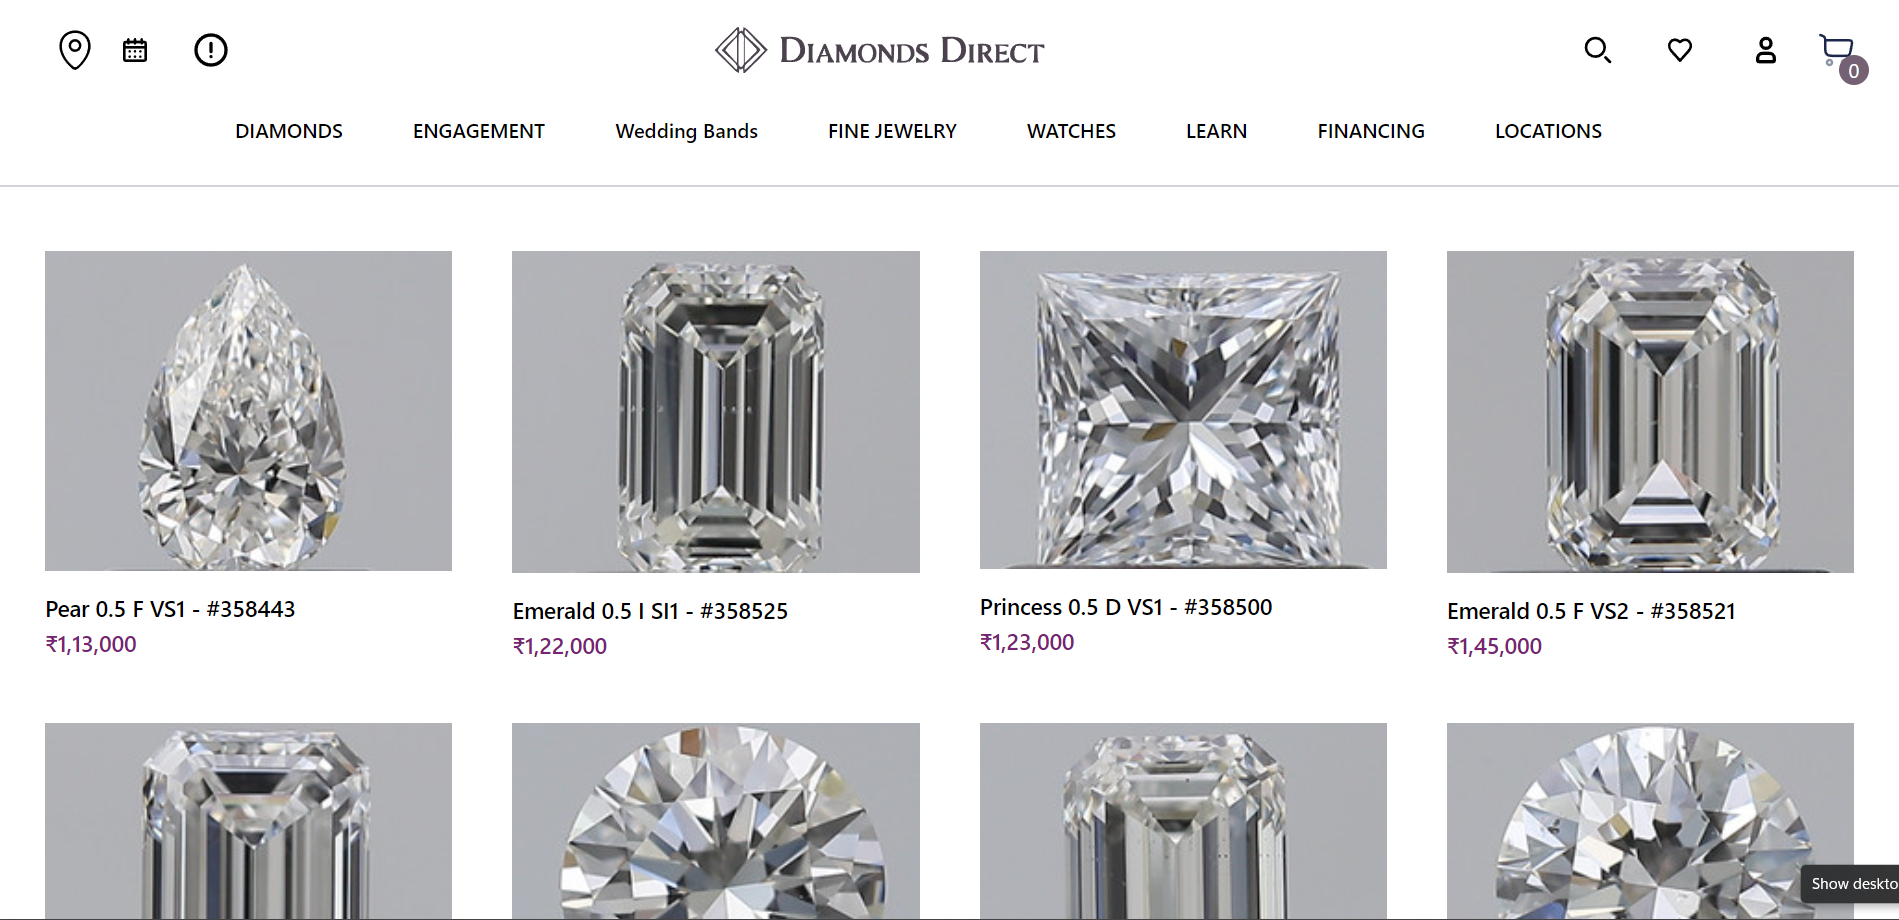 DIAMONDS DIRECT
0
DIAMONDS ENGAGEMENT Wedding Bands FINE JEWELRY WATCHES LEARN FINANCING LOCATIONS
Pear 0.5 F VS1 - #358443
₹1,13,000
Emerald 0.5 I SI1 - #358525
₹1,22,000
Princess 0.5 D VS1 - #358500
₹1,23,000
Emerald 0.5 F VS2 - #358521
₹1,45,000
Show deskto